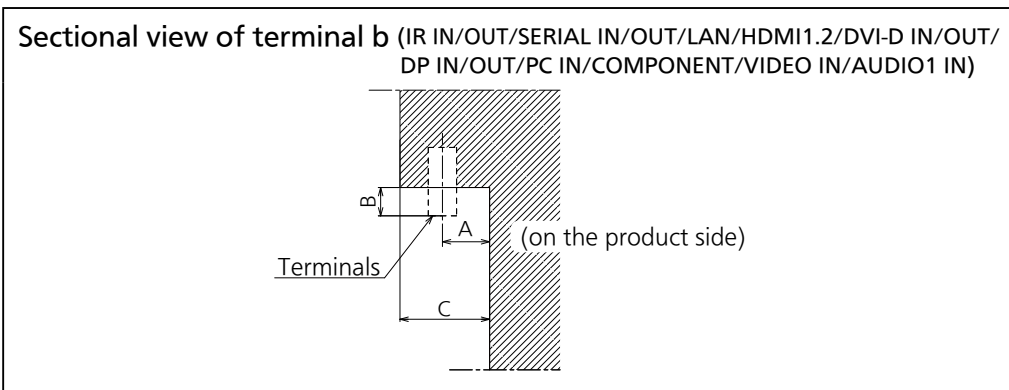 Sectional view of terminal b (IR IN/OUT/SERIAL IN/OUT/LAN/HDMI1.2/DVI-D IN/OUT/
DP IN/OUT/PC IN/COMPONENT/VIDEO IN/AUDIO1 IN)
B
A
(on the product side)
Terminals
C